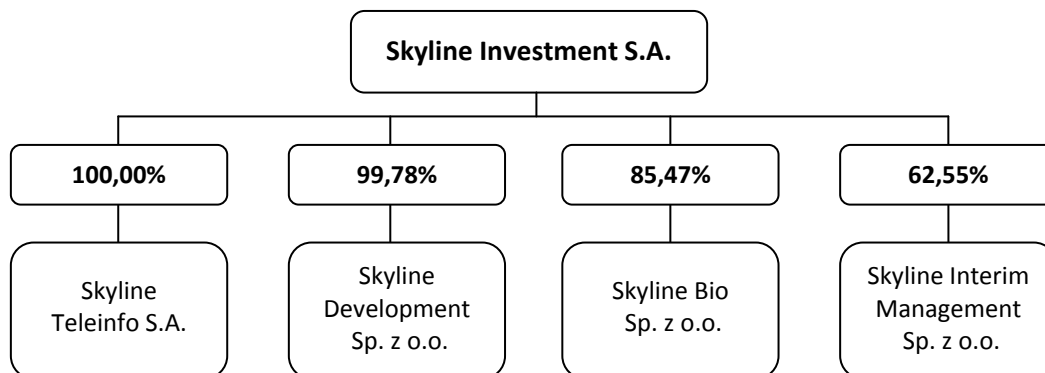 Skyline Investment S.A.
100,00%
99,78%
85,47%
62,55%
Skyline
Teleinfo S.A.
Skyline
Development
Sp. z o.o.
Skyline Bio
Sp. z o.o.
Skyline Interim
Management
Sp. z o.o.